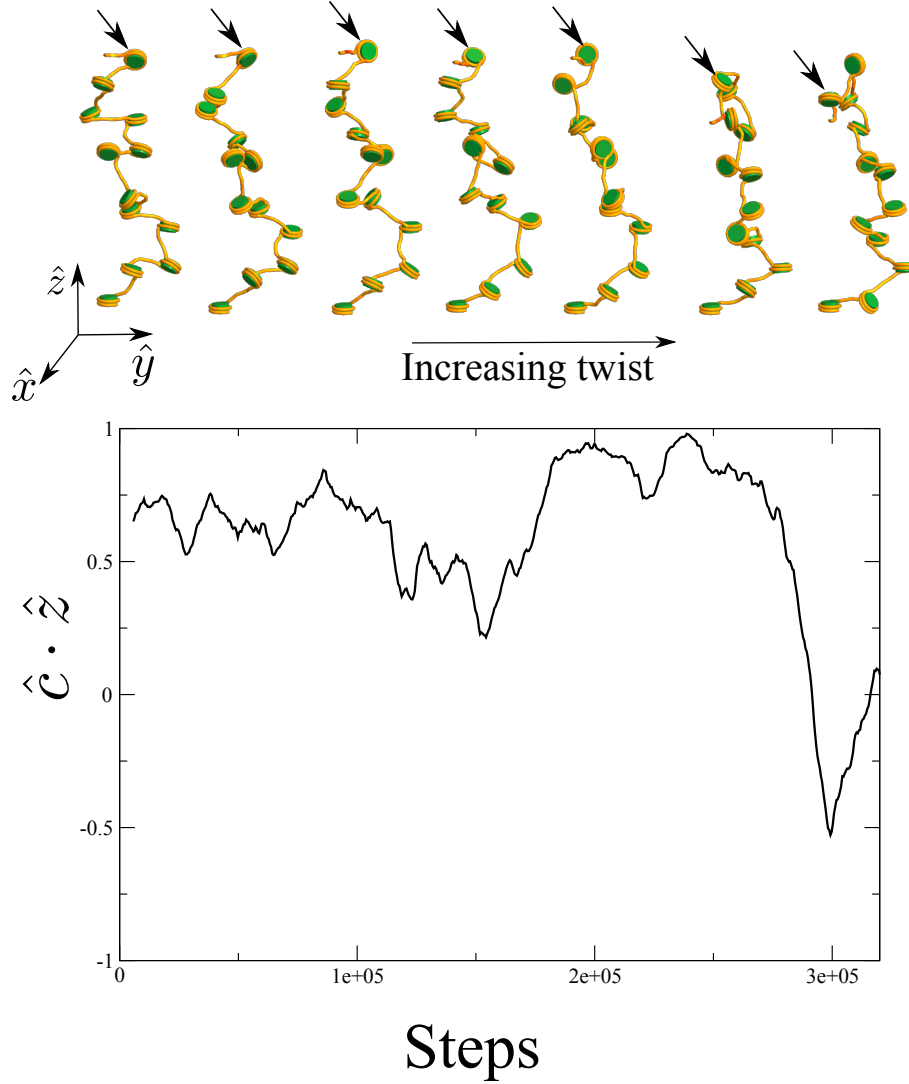 ẑ
x̂
ŷ
Increasing twist
1
0.5
0
-0.5
-1
ĉ · ẑ
0
1e+05
2e+05
3e+05
Steps